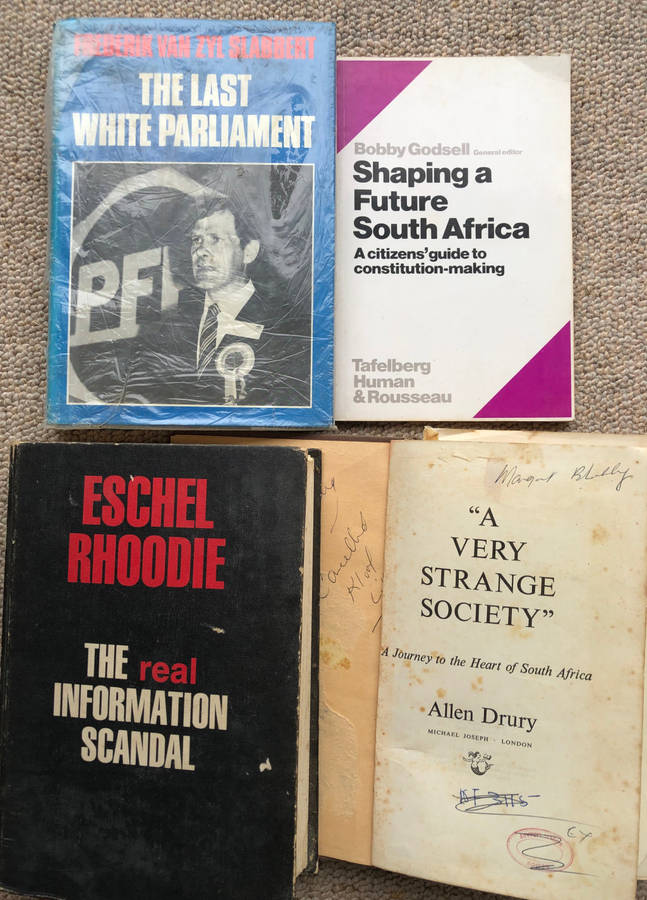 FREDERIK VAN ZYL SLABBERT
THE LAST
WHITE PARLIAMENT
PFP
Bobby Godsell General editor
Shaping a
Future
South Africa
A citizens' guide to
constitution-making
Tafelberg
Human
& Rousseau
ESCHEL
RHOODIE
THE real
INFORMATION
SCANDAL
Cancelled
"A
VERY
STRANGE
SOCIETY"
A Journey to the Heart of South Africa
Allen Drury
MICHAEL JOSEPH · LONDON